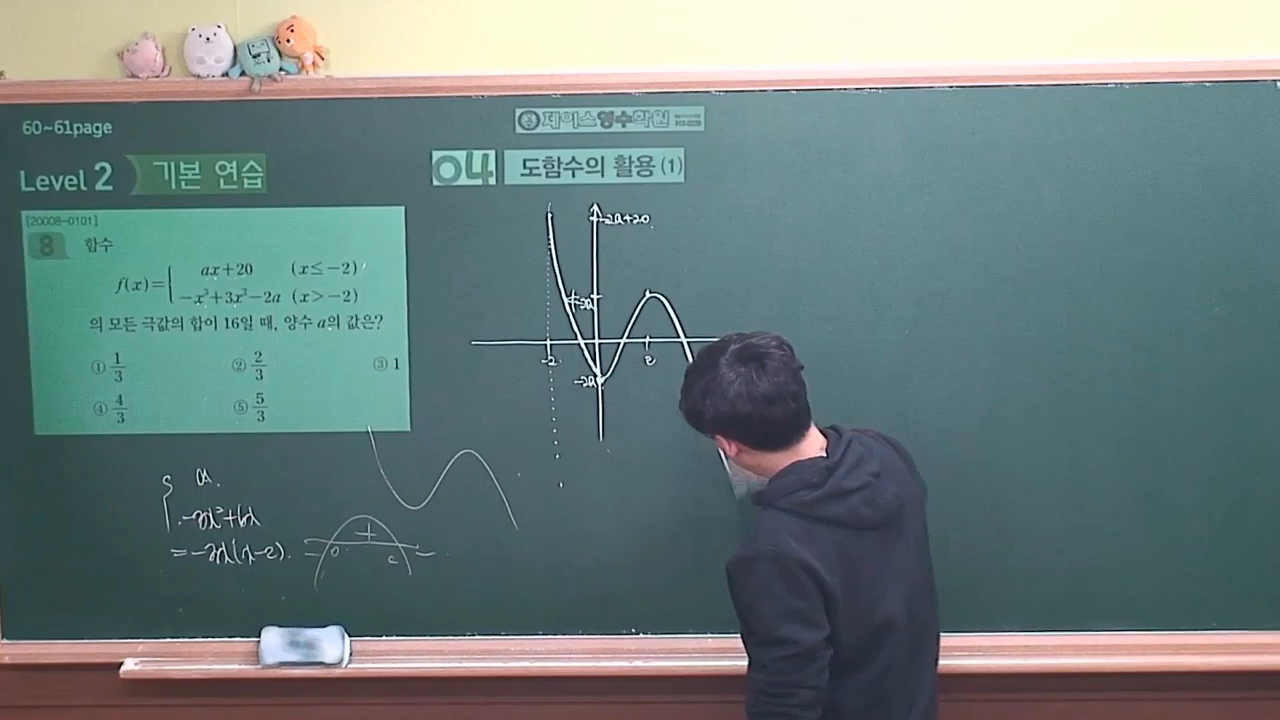 60~61page
Level 2 기본 연습
제이스영수학원
04 도함수의 활용 (1)
[20008-0101]
8 함수
f(x)={ ax+20 (x≤-2)
-x³+3x²-2a (x>-2)
의 모든 극값의 합이 16일 때, 양수 a의 값은?
① 1/3 ② 2/3 ③ 1
④ 4/3 ⑤ 5/3
-2a+20
-2a
-2
2
-2a
{ a.
-3x²+6x
=-3x(x-2).
+
- 0 2 -